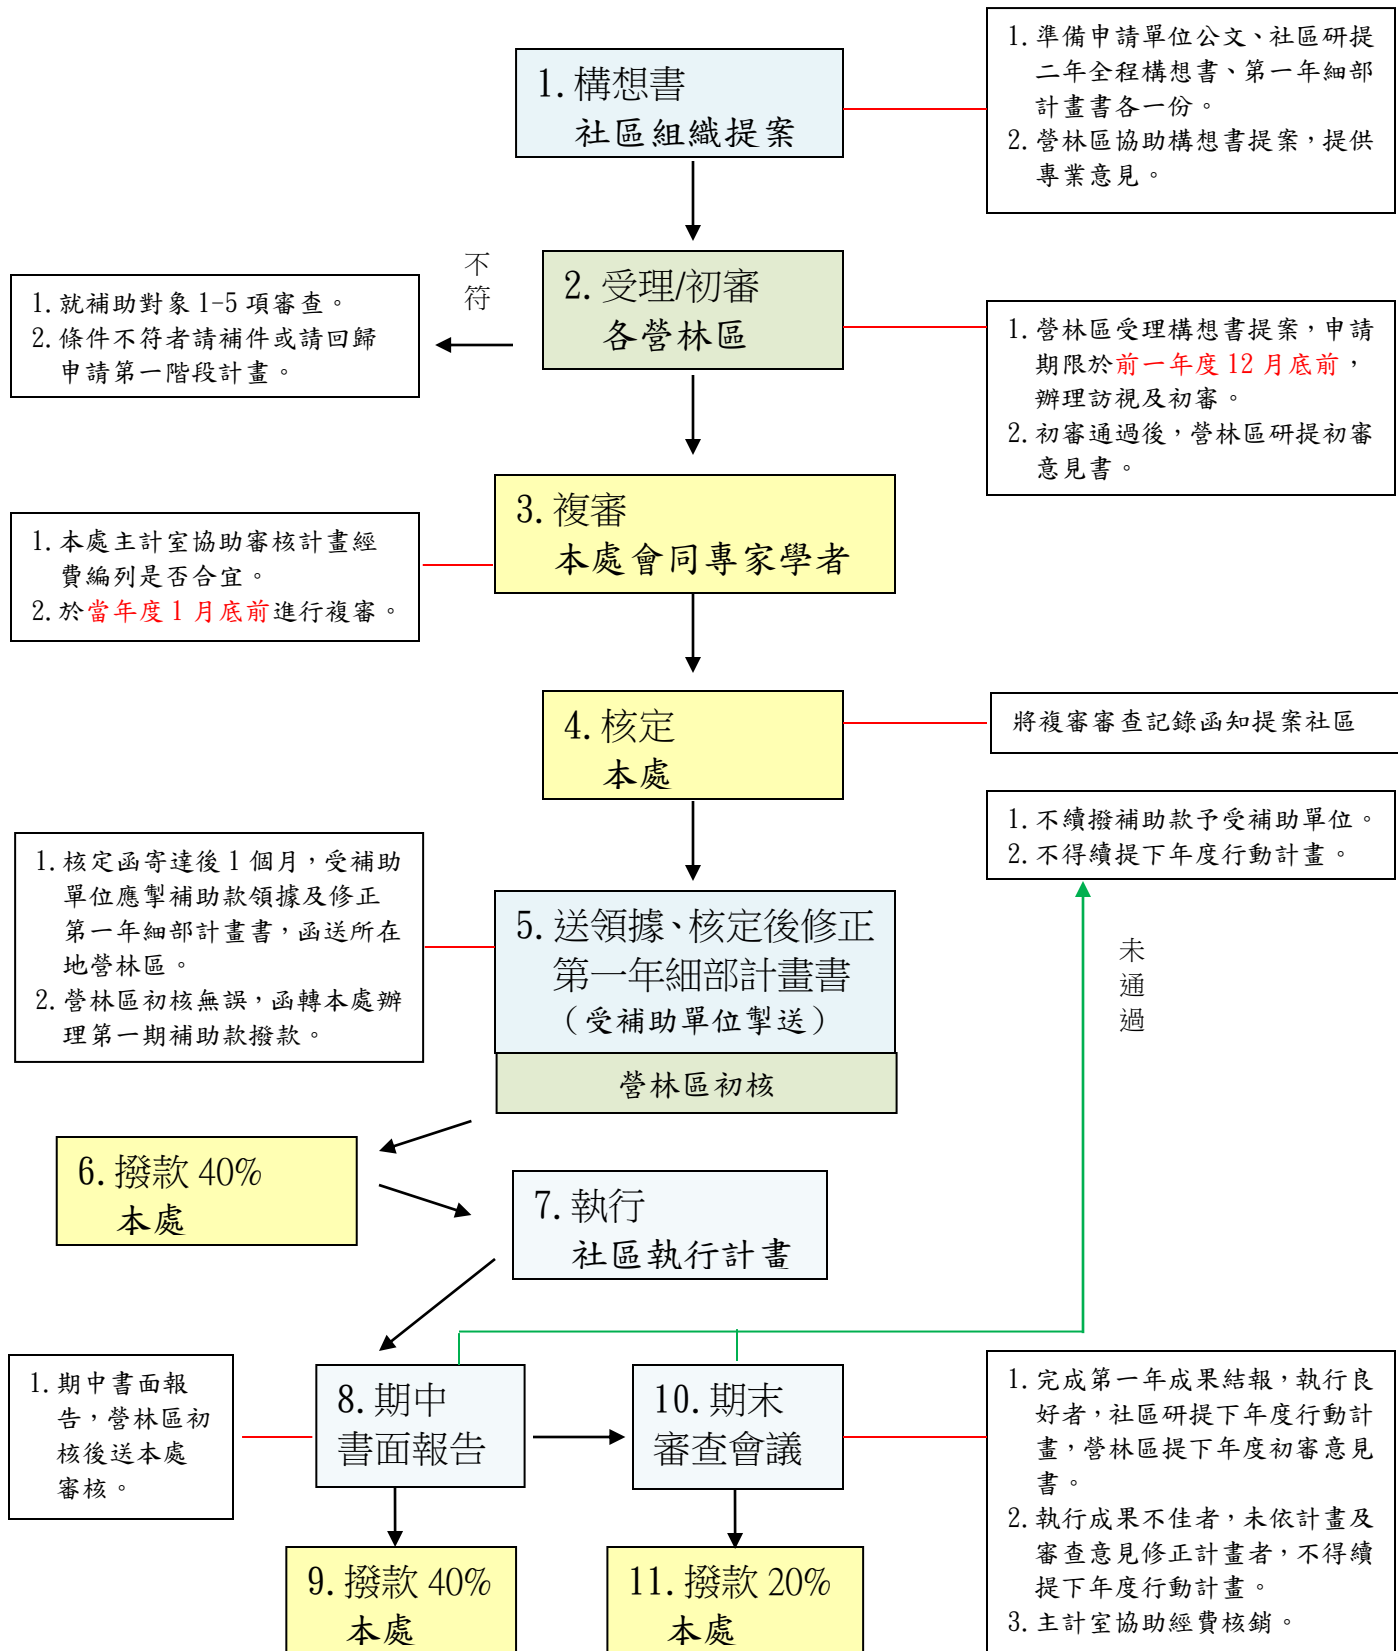 1.構想書
社區組織提案
1.準備申請單位公文、社區研提
二年全程構想書、第一年細部
計畫書各一份。
2.營林區協助構想書提案，提供
專業意見。
不
符
2.受理/初審
各營林區
1.就補助對象 1-5 項審查。
2.條件不符者請補件或請回歸
申請第一階段計畫。
1.營林區受理構想書提案，申請
期限於前一年度 12 月底前，
辦理訪視及初審。
2.初審通過後，營林區研提初審
意見書。
3.複審
本處會同專家學者
1.本處主計室協助審核計畫經
費編列是否合宜。
2.於當年度 1 月底前進行複審。
4.核定
本處
將複審審查記錄函知提案社區
1.不續撥補助款予受補助單位。
2.不得續提下年度行動計畫。
1.核定函寄達後 1 個月，受補助
單位應掣補助款領據及修正
第一年細部計畫書，函送所在
地營林區。
2.營林區初核無誤，函轉本處辦
理第一期補助款撥款。
5.送領據、核定後修正
第一年細部計畫書
（受補助單位掣送）
營林區初核
未
通
過
6.撥款 40%
本處
7.執行
社區執行計畫
1.期中書面報
告，營林區初
核後送本處
審核。
8.期中
書面報告
10.期末
審查會議
1.完成第一年成果結報，執行良
好者，社區研提下年度行動計
畫，營林區提下年度初審意見
書。
2.執行成果不佳者，未依計畫及
審查意見修正計畫者，不得續
提下年度行動計畫。
3.主計室協助經費核銷。
9.撥款 40%
本處
11.撥款 20%
本處